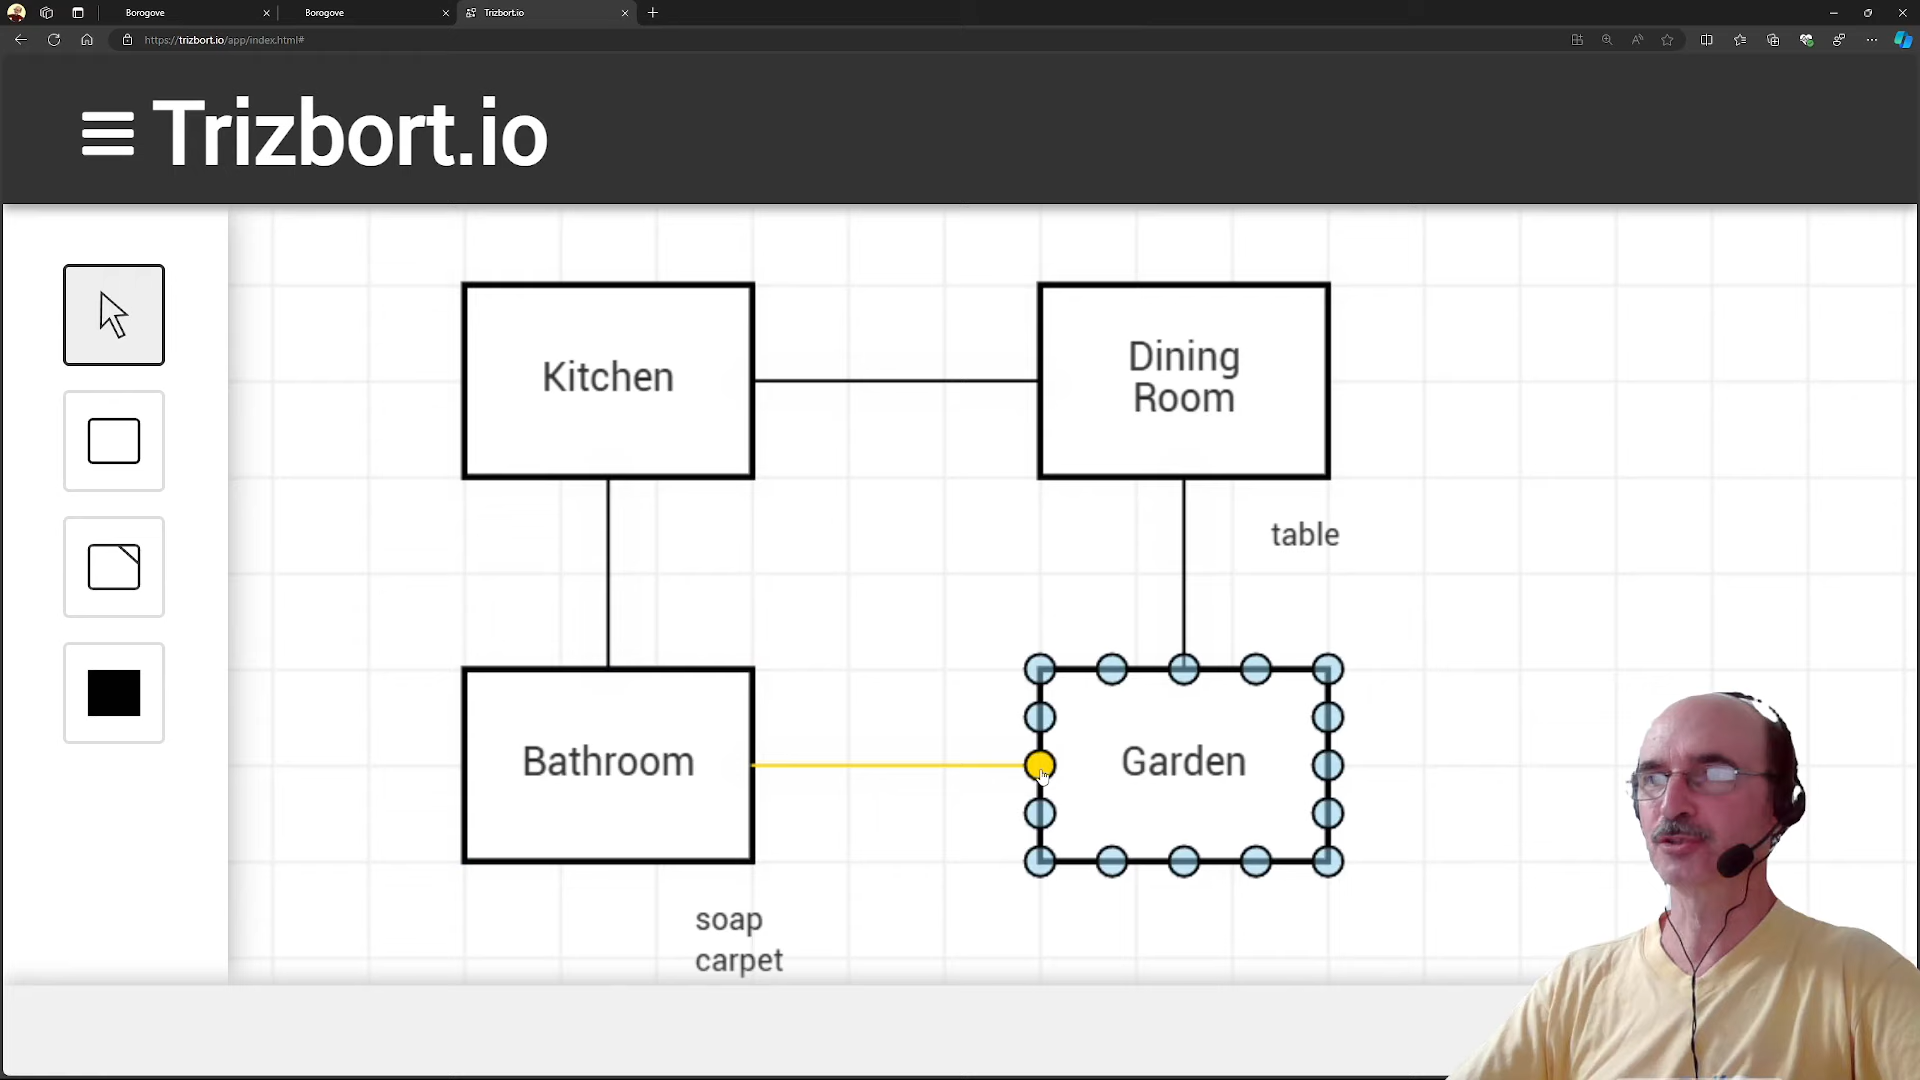 Borogove
Borogove
Trizbort.io
https://trizbort.io/app/index.html#
Trizbort.io
Kitchen
Dining
Room
table
Bathroom
Garden
soap
carpet